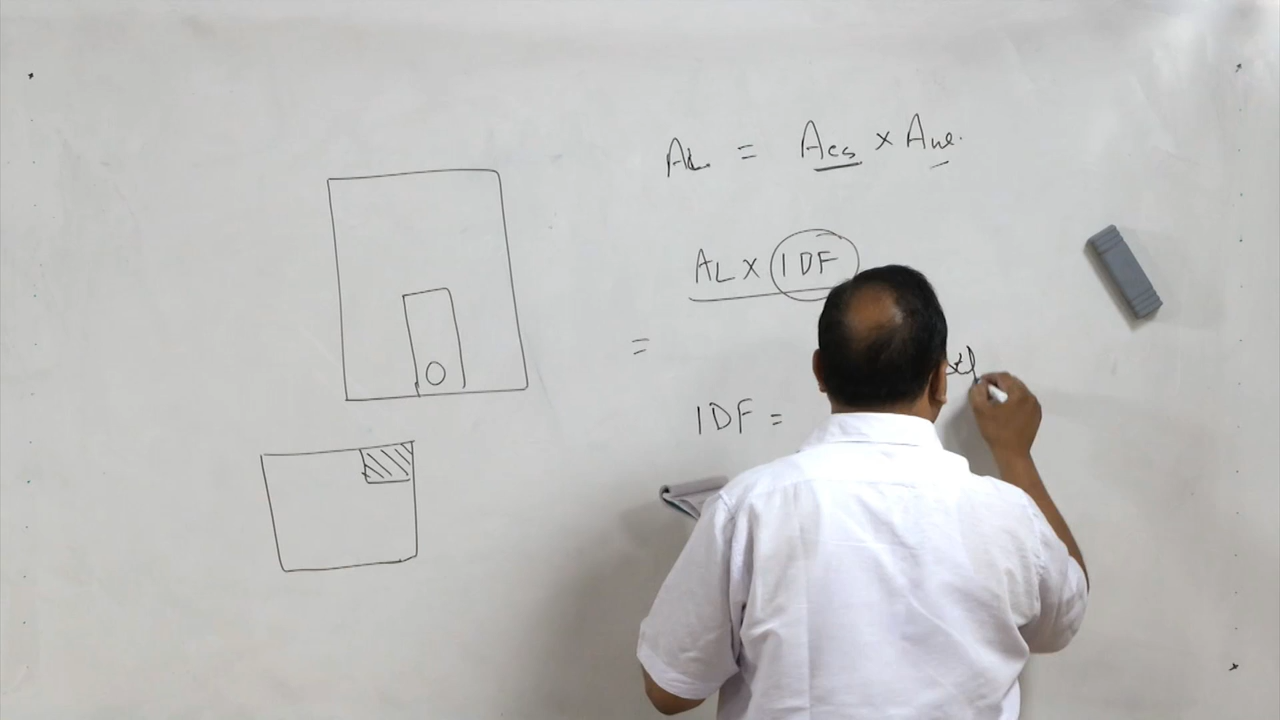 AL = Acs × Awe.
AL × IDF
=
IDF =